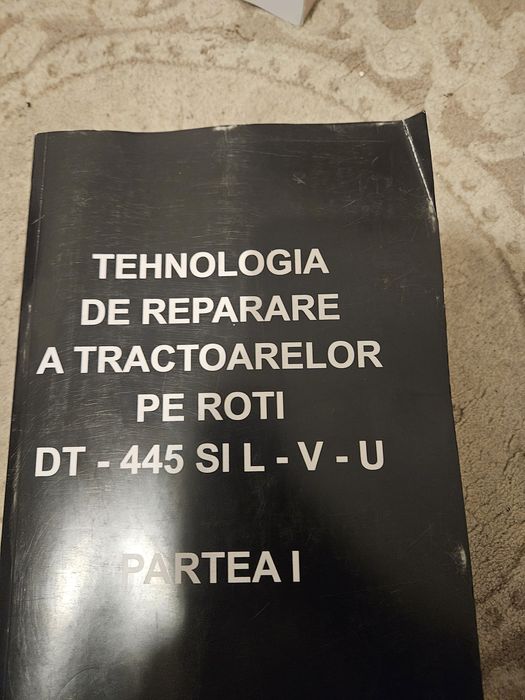 TEHNOLOGIA
DE REPARARE
A TRACTOARELOR
PE ROTI
DT - 445 SI L - V - U
PARTEA I